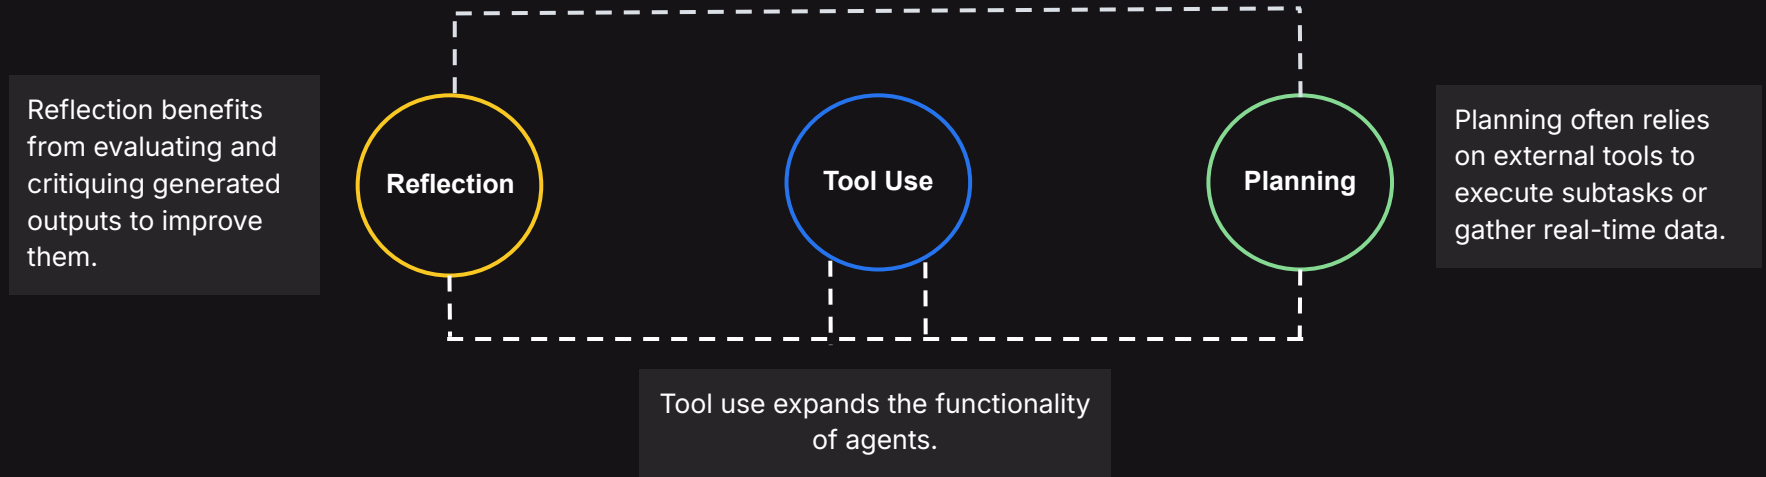 Reflection benefits
from evaluating and
critiquing generated
outputs to improve
them.
Reflection
Tool Use
Planning
Planning often relies
on external tools to
execute subtasks or
gather real-time data.
Tool use expands the functionality
of agents.